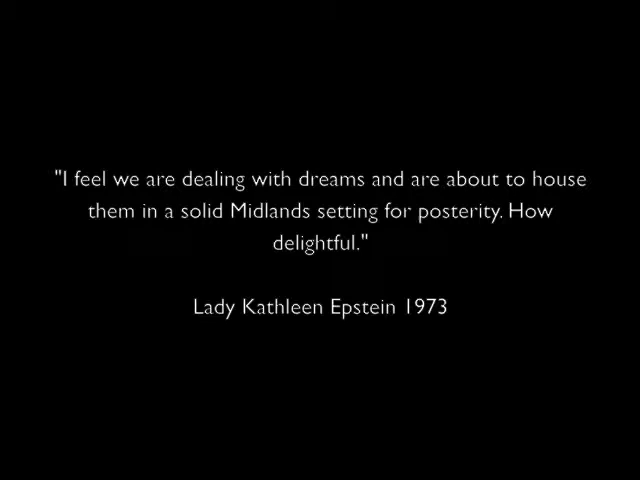 "I feel we are dealing with dreams and are about to house
them in a solid Midlands setting for posterity. How
delightful."
Lady Kathleen Epstein 1973